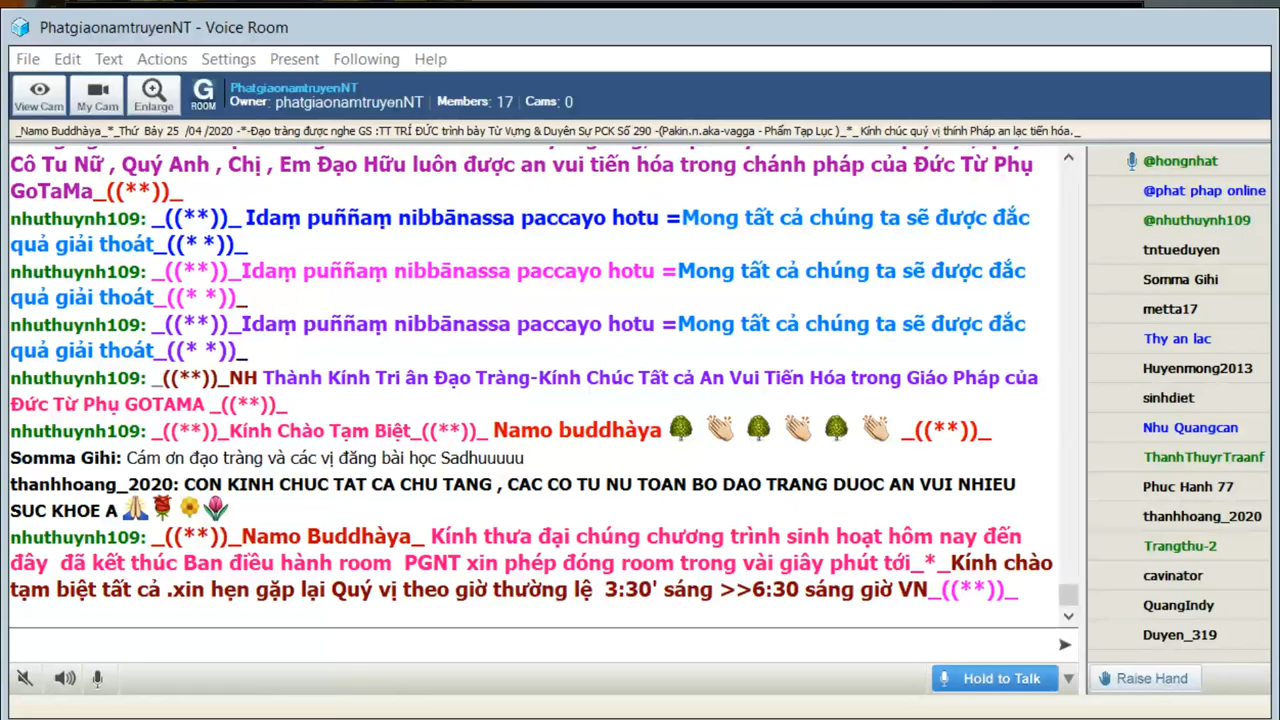 PhatgiaonamtruyenNT - Voice Room
File Edit Text Actions Settings Present Following Help
View Cam My Cam Enlarge G ROOM
PhatgiaonamtruyenNT
Owner: phatgiaonamtruyenNT Members: 17 Cams: 0
_Namo Buddhàya_*_Thứ Bảy 25 /04 /2020 -*-Đạo tràng được nghe GS :TT TRÍ ĐỨC trình bày Từ Vựng & Duyên Sự PCK Số 290 -(Pakin.n.aka-vagga - Phẩm Tạp Lục )_*_ Kính chúc quý vị thính Pháp an lạc tiến hóa._
Cô Tu Nữ , Quý Anh , Chị , Em Đạo Hữu luôn được an vui tiến hóa trong chánh pháp của Đức Từ Phụ
GoTaMa_((**))_
nhuthuynh109: _((**))_ Idaṃ puññaṃ nibbānassa paccayo hotu =Mong tất cả chúng ta sẽ được đắc
quả giải thoát_((* *))_
nhuthuynh109: _((**))_Idaṃ puññaṃ nibbānassa paccayo hotu =Mong tất cả chúng ta sẽ được đắc
quả giải thoát_((* *))_
nhuthuynh109: _((**))_Idaṃ puññaṃ nibbānassa paccayo hotu =Mong tất cả chúng ta sẽ được đắc
quả giải thoát_((* *))_
nhuthuynh109: _((**))_NH Thành Kính Tri ân Đạo Tràng-Kính Chúc Tất cả An Vui Tiến Hóa trong Giáo Pháp của
Đức Từ Phụ GOTAMA _((**))_
nhuthuynh109: _((**))_Kính Chào Tạm Biệt_((**))_ Namo buddhàya 🌳 👏 🌳 👏 🌳 👏 _((**))_
Somma Gihi: Cám ơn đạo tràng và các vị đăng bài học Sadhuuuuu
thanhhoang_2020: CON KINH CHUC TAT CA CHU TANG , CAC CO TU NU TOAN BO DAO TRANG DUOC AN VUI NHIEU
SUC KHOE A 🙏🌹🌼🌷
nhuthuynh109: _((**))_Namo Buddhàya_ Kính thưa đại chúng chương trình sinh hoạt hôm nay đến
đây đã kết thúc Ban điều hành room PGNT xin phép đóng room trong vài giây phút tới_*_Kính chào
tạm biệt tất cả .xin hẹn gặp lại Quý vị theo giờ thường lệ 3:30' sáng >>6:30 sáng giờ VN_((**))_
@hongnhat
@phat phap online
@nhuthuynh109
tntueduyen
Somma Gihi
metta17
Thy an lac
Huyenmong2013
sinhdiet
Nhu Quangcan
ThanhThuyrTraanf
Phuc Hanh 77
thanhhoang_2020
Trangthu-2
cavinator
QuangIndy
Duyen_319
Hold to Talk
Raise Hand